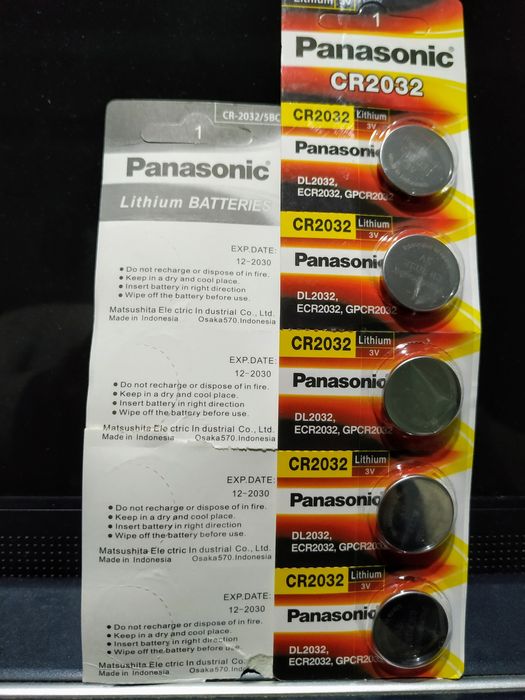 CR-2032/5BC
1
Panasonic
Lithium BATTERIES
EXP.DATE:
12-2030
• Do not recharge or dispose of in fire.
• Keep in a dry and cool place.
• Insert battery in right direction
• Wipe off the battery before use.
Matsushita Ele ctric In dustrial Co., Ltd.
Made in Indonesia Osaka570.Indonesia
EXP.DATE:
12-2030
• Do not recharge or dispose of in fire.
• Keep in a dry and cool place.
• Insert battery in right direction
• Wipe off the battery before use.
Matsushita Ele ctric In dustrial Co., Ltd.
Made in Indonesia Osaka570.Indonesia
EXP.DATE:
12-2030
• Do not recharge or dispose of in fire.
• Keep in a dry and cool place.
• Insert battery in right direction
• Wipe off the battery before use.
Matsushita Ele ctric In dustrial Co., Ltd.
Made in Indonesia Osaka570.Indonesia
EXP.DATE:
12-2030
• Do not recharge or dispose of in fire.
• Keep in a dry and cool place.
• Insert battery in right direction
• Wipe off the battery before use.
Matsushita Ele ctric In dustrial Co., Ltd.
Made in Indonesia Osaka570.Indonesia
Lithium 3V
1
Panasonic
CR2032
CR2032 Lithium 3V
Panasonic
DL2032,
ECR2032, GPCR2032
CR2032 Lithium 3V
Panasonic
DL2032,
ECR2032, GPCR2032
CR2032 Lithium 3V
Panasonic
DL2032,
ECR2032, GPCR2032
CR2032 Lithium 3V
Panasonic
DL2032,
ECR2032, GPCR2032
CR2032 Lithium 3V
Panasonic
DL2032,
ECR2032, GPCR2032